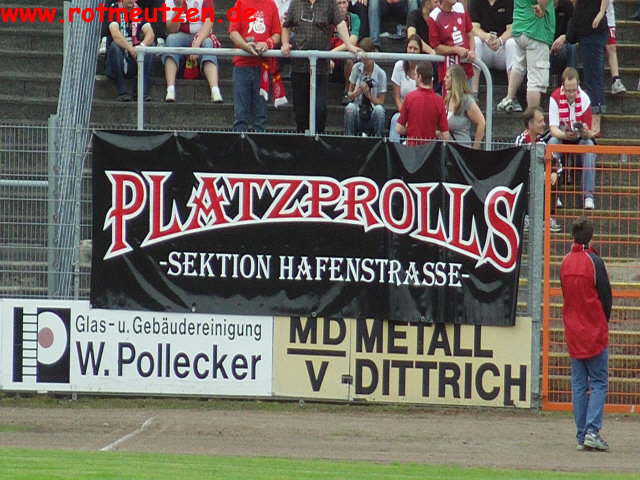 www.rotmeutzen.de
PLATZPROLLS
-SEKTION HAFENSTRASSE-
Glas- u. Gebäudereinigung
W. Pollecker
MD METALL
V DITTRICH